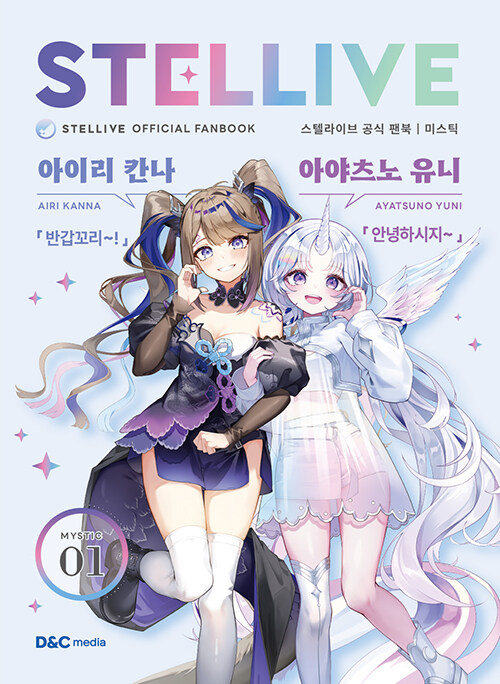 STELLIVE
STELLIVE OFFICIAL FANBOOK
스텔라이브 공식 팬북 | 미스틱
아이리 칸나
AIRI KANNA
「반갑꼬리~!」
아야츠노 유니
AYATSUNO YUNI
「안녕하시지~」
MYSTIC
01
D&C media